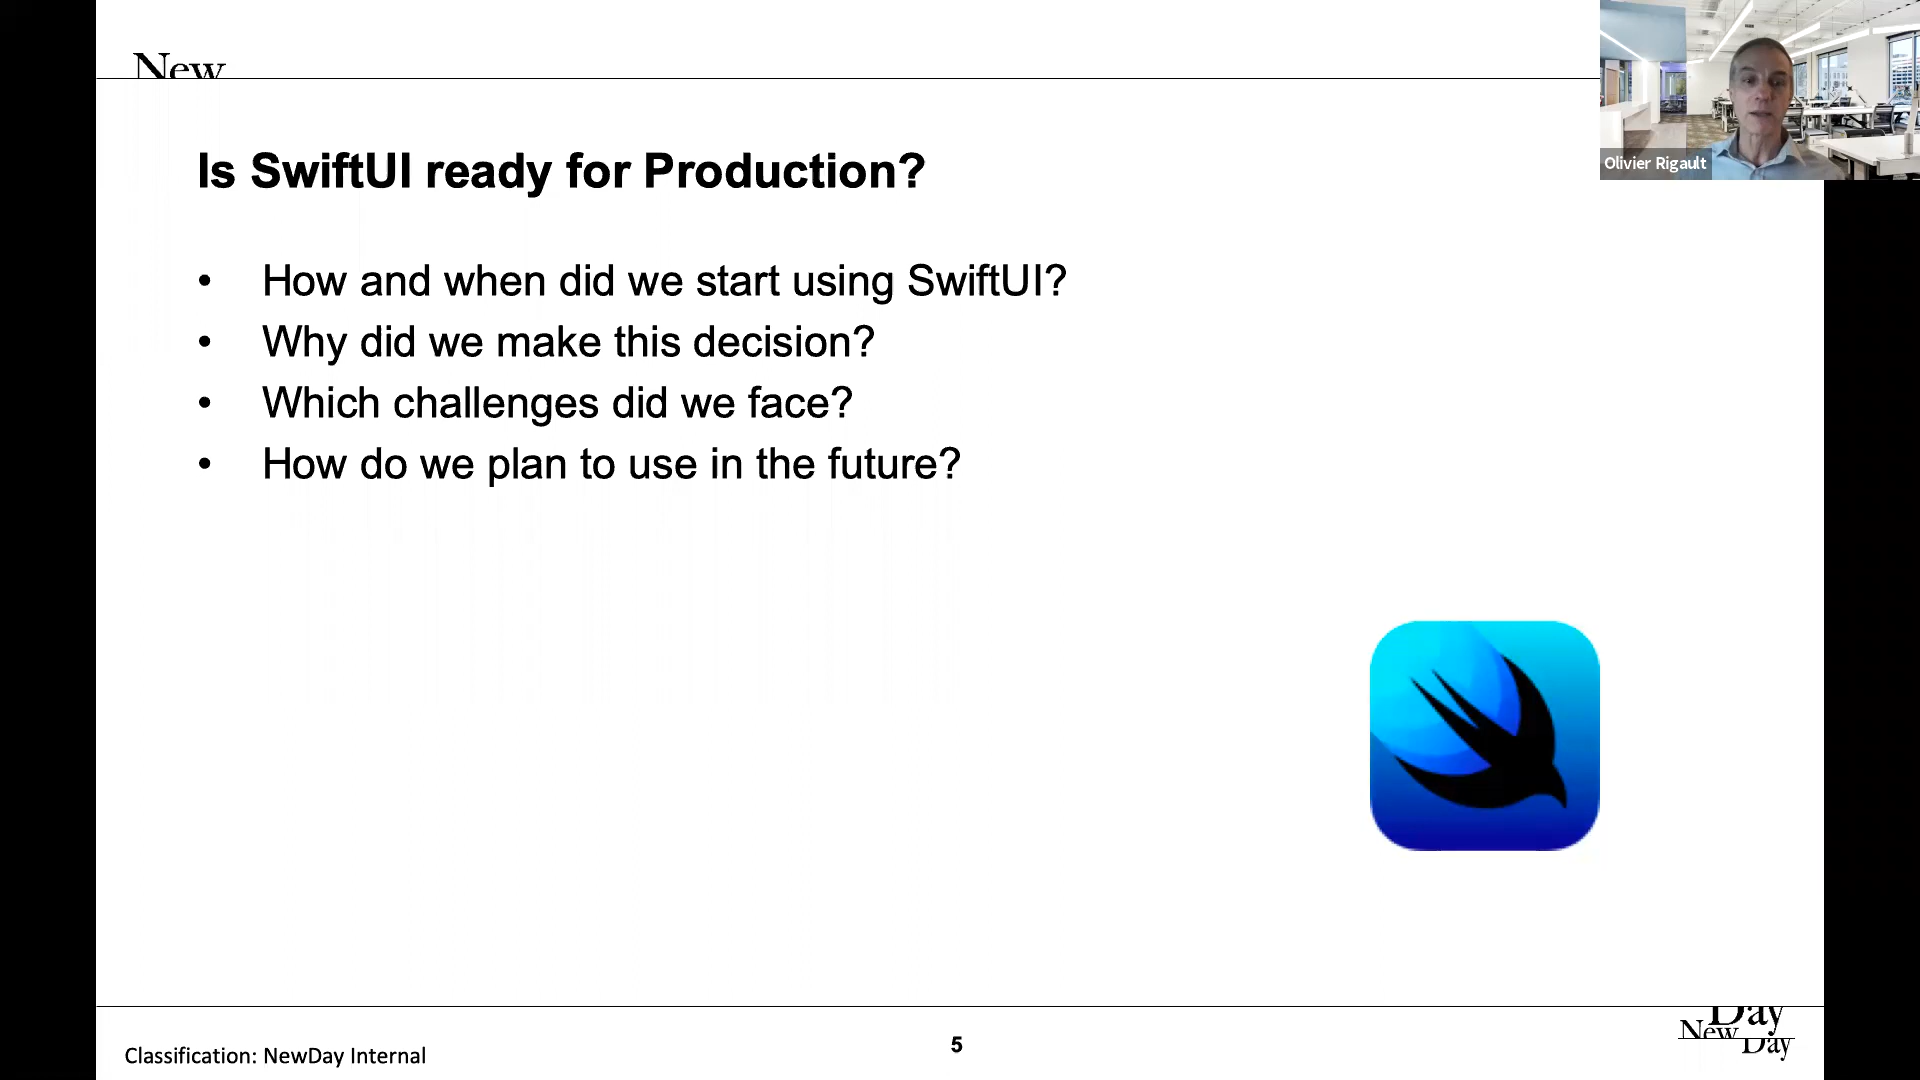 New
Olivier Rigault
Is SwiftUI ready for Production?
• How and when did we start using SwiftUI?
• Why did we make this decision?
• Which challenges did we face?
• How do we plan to use in the future?
Classification: NewDay Internal
5
Day
New
Day